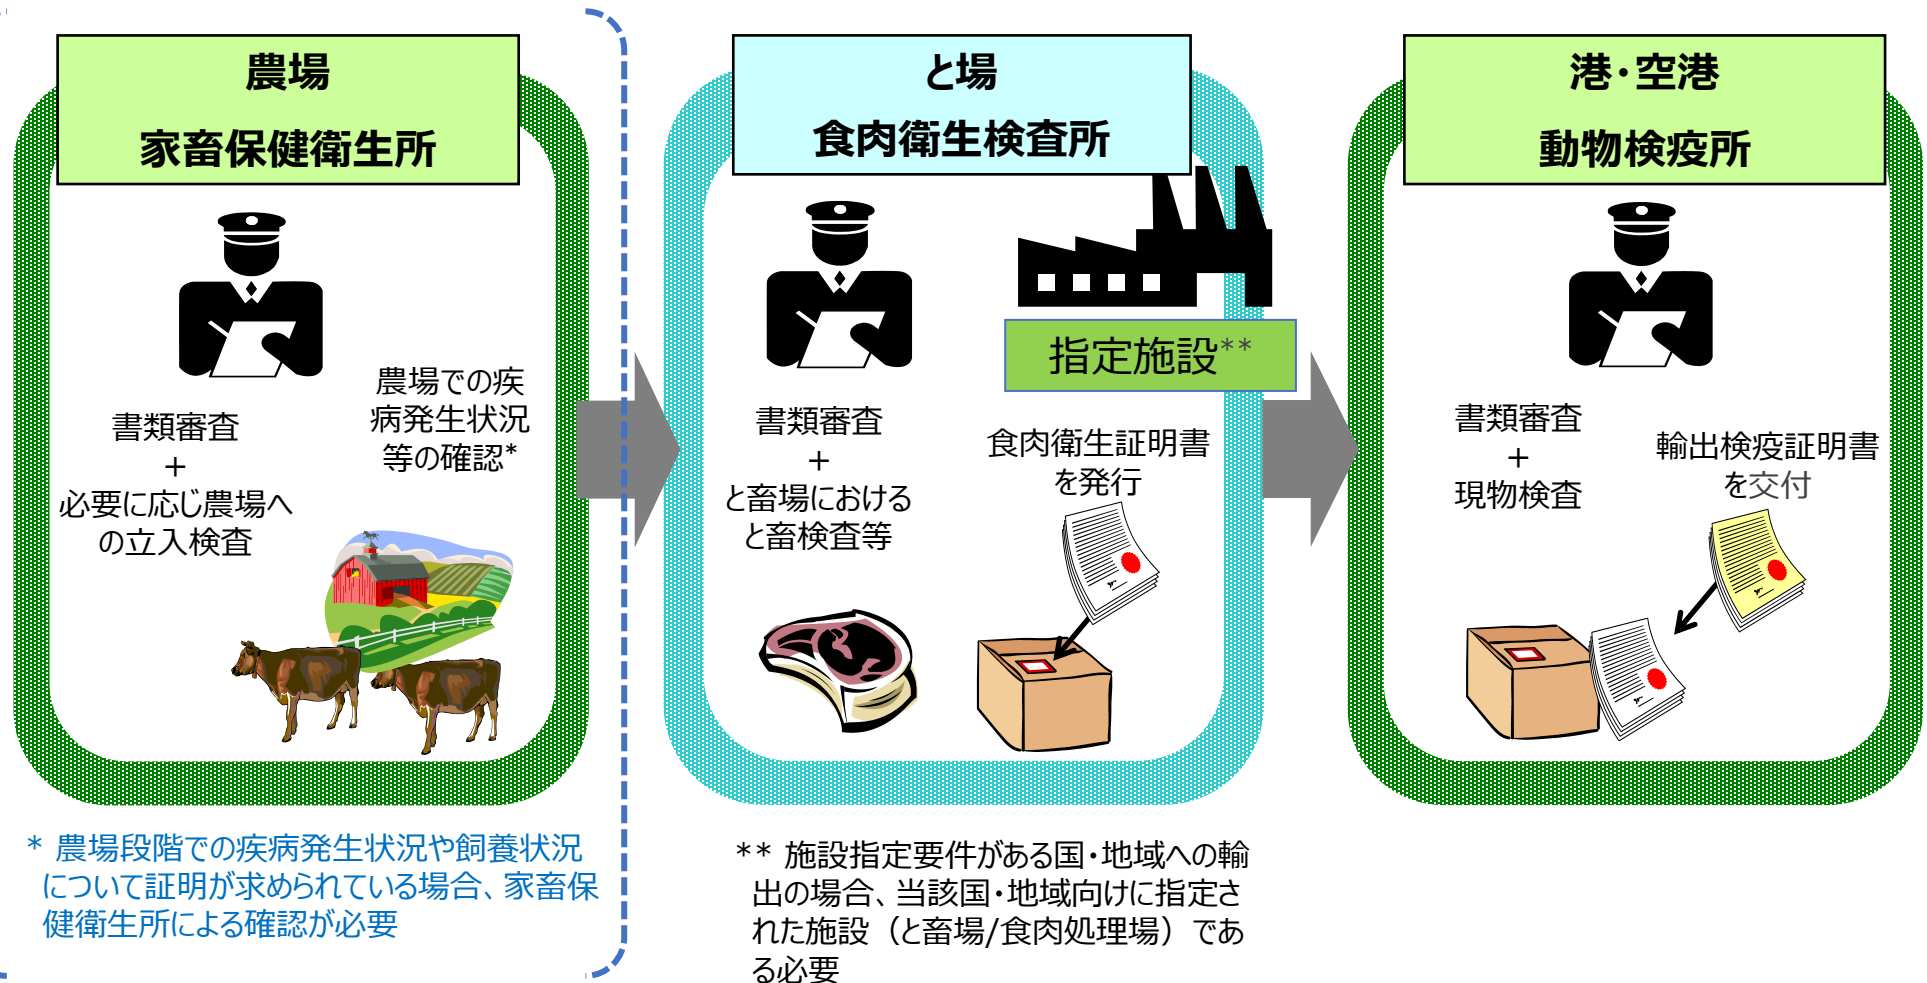 農場
家畜保健衛生所
農場での疾
病発生状況
等の確認*
書類審査
+
必要に応じ農場へ
の立入検査
* 農場段階での疾病発生状況や飼養状況
について証明が求められている場合、家畜保
健衛生所による確認が必要
と場
食肉衛生検査所
指定施設**
書類審査
+
と畜場における
と畜検査等
食肉衛生証明書
を発行
** 施設指定要件がある国・地域への輸
出の場合、当該国・地域向けに指定さ
れた施設（と畜場/食肉処理場）であ
る必要
港・空港
動物検疫所
書類審査
+
現物検査
輸出検疫証明書
を交付